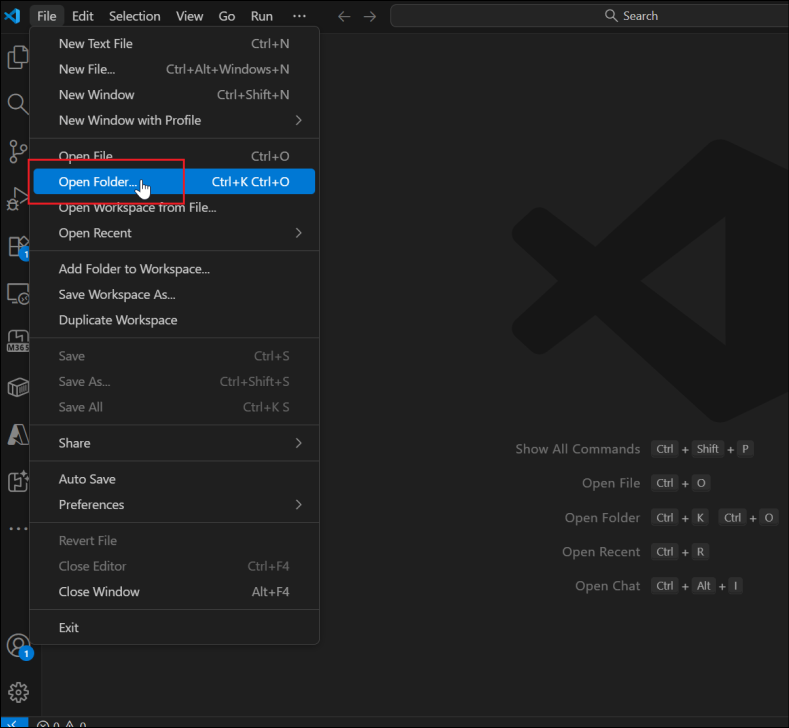 File Edit Selection View Go Run ··· ← → Search
New Text File Ctrl+N
New File... Ctrl+Alt+Windows+N
New Window Ctrl+Shift+N
New Window with Profile >
Open File... Ctrl+O
Open Folder... Ctrl+K Ctrl+O
Open Workspace from File...
Open Recent >
Add Folder to Workspace...
Save Workspace As...
Duplicate Workspace
Save Ctrl+S
Save As... Ctrl+Shift+S
Save All Ctrl+K S
Share >
Auto Save
Preferences >
Revert File
Close Editor Ctrl+F4
Close Window Alt+F4
Exit
1
M365
1
Show All Commands Ctrl + Shift + P
Open File Ctrl + O
Open Folder Ctrl + K Ctrl + O
Open Recent Ctrl + R
Open Chat Ctrl + Alt + I
0 0